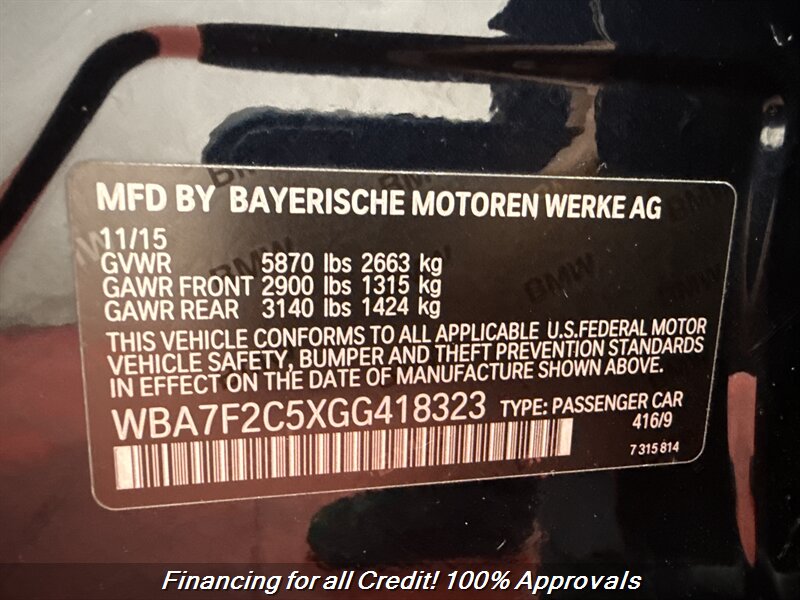 MFD BY BAYERISCHE MOTOREN WERKE AG
11/15
GVWR 5870 lbs 2663 kg
GAWR FRONT 2900 lbs 1315 kg
GAWR REAR 3140 lbs 1424 kg
THIS VEHICLE CONFORMS TO ALL APPLICABLE U.S.FEDERAL MOTOR
VEHICLE SAFETY, BUMPER AND THEFT PREVENTION STANDARDS
IN EFFECT ON THE DATE OF MANUFACTURE SHOWN ABOVE.
WBA7F2C5XGG418323 TYPE: PASSENGER CAR
416/9
7 315 814
Financing for all Credit! 100% Approvals